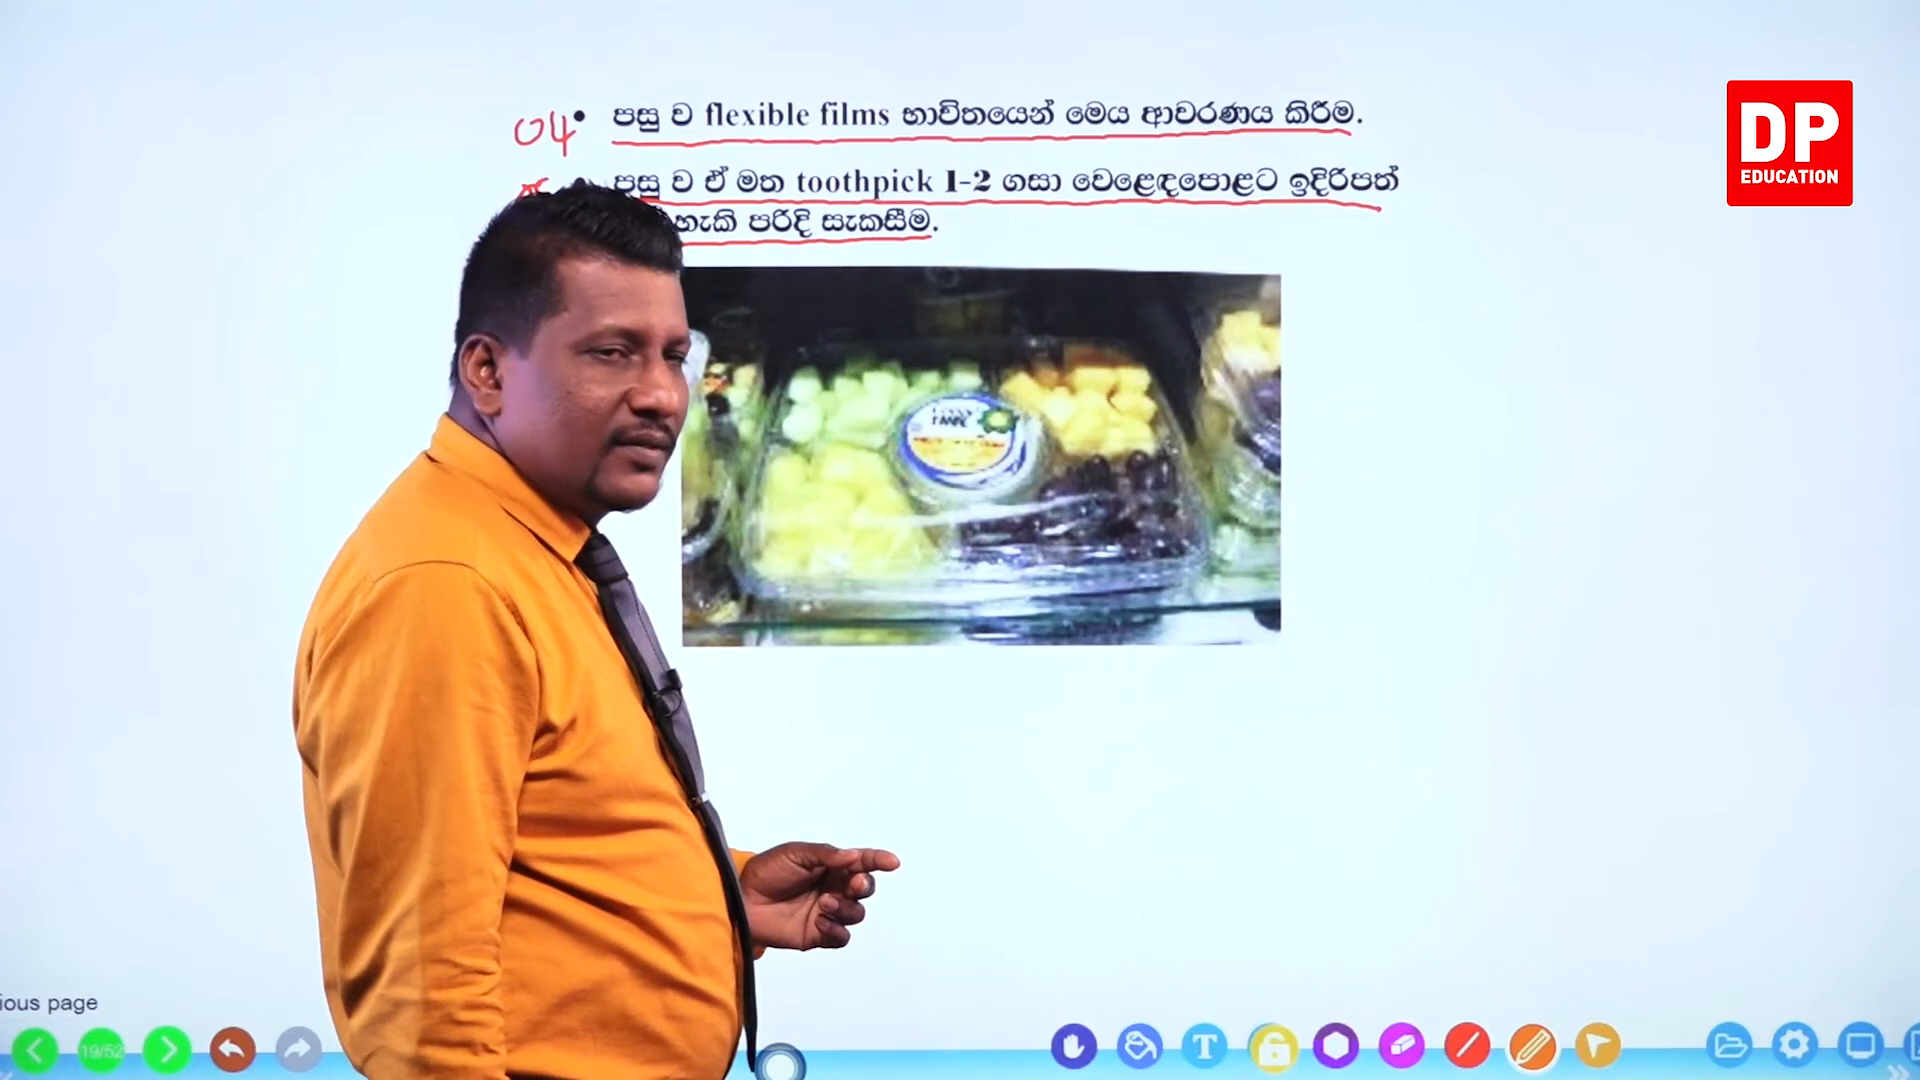 04 • පසු ව flexible films භාවිතයෙන් මෙය ආවරණය කිරීම.
පසු ව ඒ මත toothpick 1-2 ගසා වෙළෙඳපොළට ඉදිරිපත්
හැකි පරිදි සැකසීම.
DP
EDUCATION
ious page
19/52
T